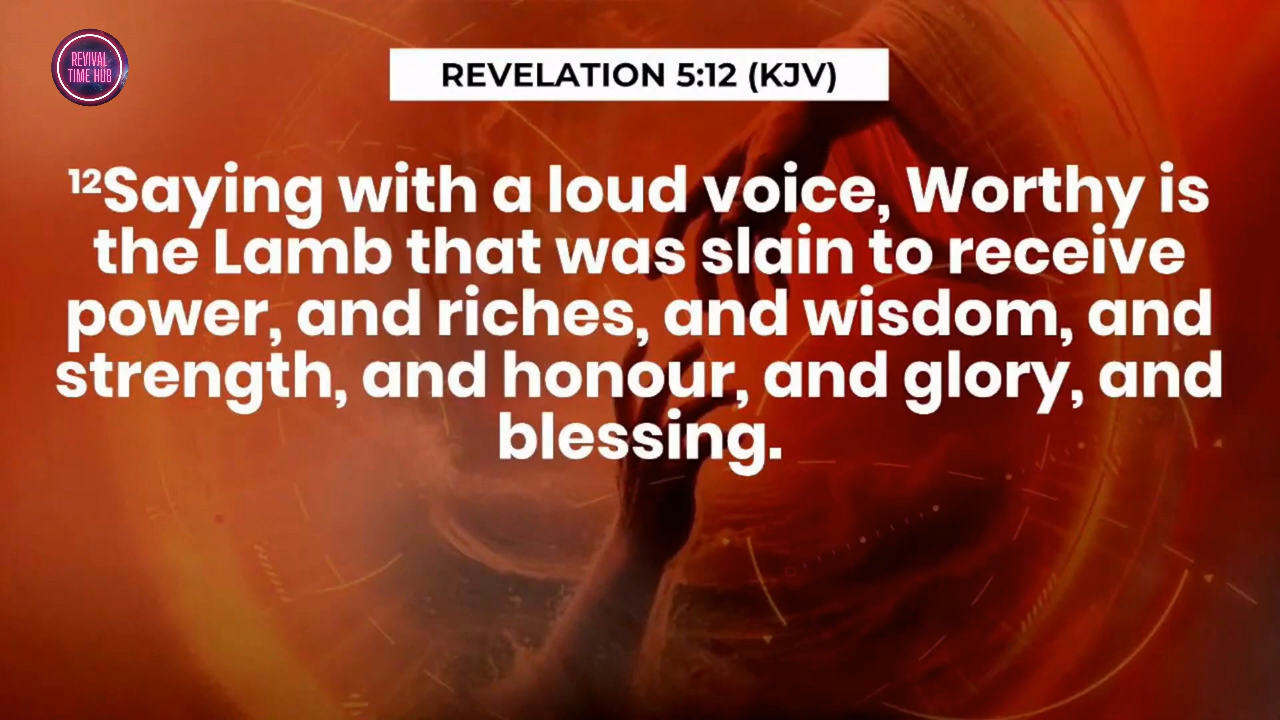 REVIVAL
TIME HUB
REVELATION 5:12 (KJV)
¹²Saying with a loud voice, Worthy is
the Lamb that was slain to receive
power, and riches, and wisdom, and
strength, and honour, and glory, and
blessing.